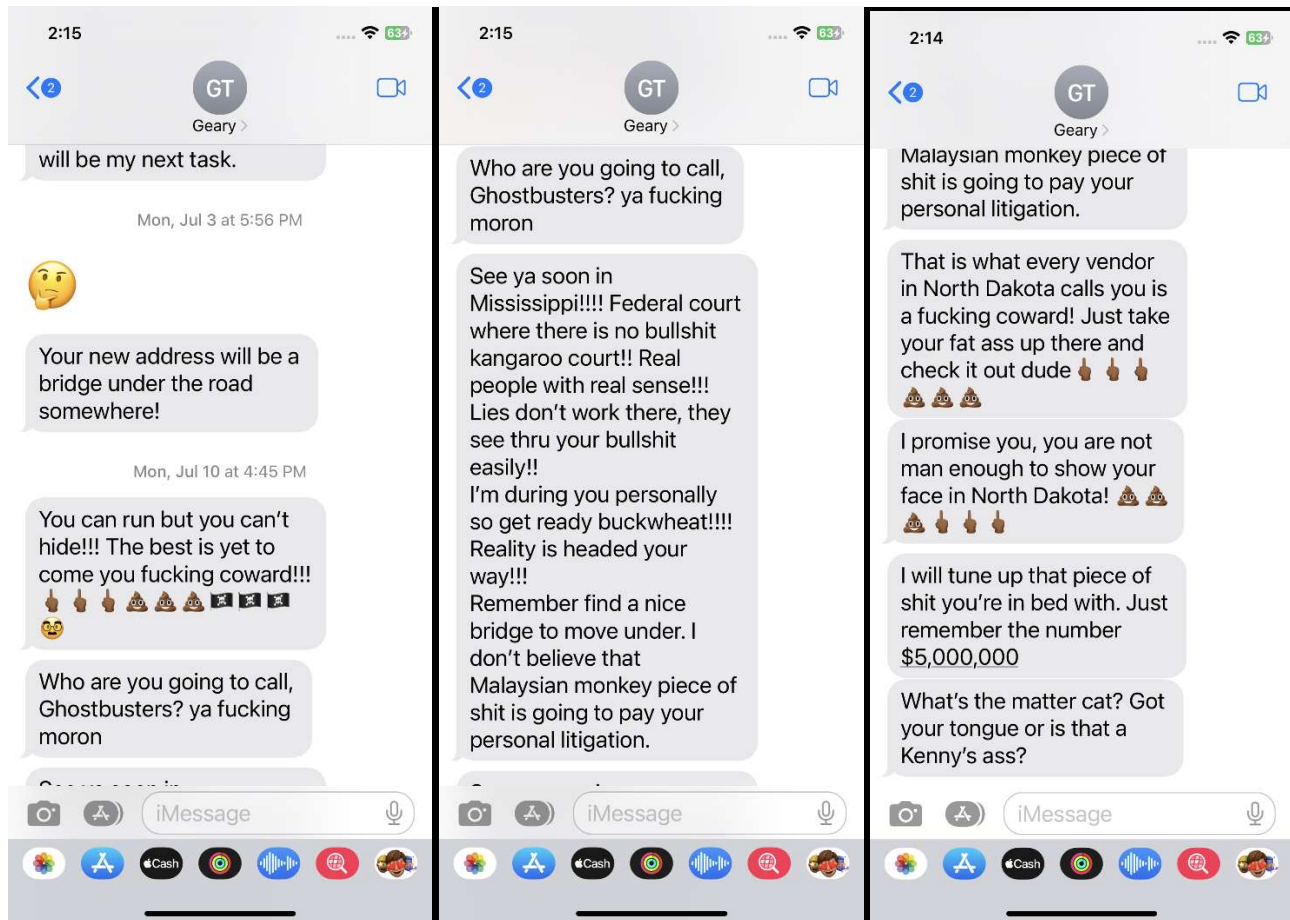 2:15
63
2
GT
Geary
will be my next task.
Mon, Jul 3 at 5:56 PM
Your new address will be a
bridge under the road
somewhere!
Mon, Jul 10 at 4:45 PM
You can run but you can't
hide!!! The best is yet to
come you fucking coward!!!
Who are you going to call,
Ghostbusters? ya fucking
moron
iMessage
Cash
2:15
63
2
GT
Geary
Who are you going to call,
Ghostbusters? ya fucking
moron
See ya soon in
Mississippi!!!! Federal court
where there is no bullshit
kangaroo court!! Real
people with real sense!!!
Lies don't work there, they
see thru your bullshit
easily!!
I'm during you personally
so get ready buckwheat!!!!
Reality is headed your
way!!!
Remember find a nice
bridge to move under. I
don't believe that
Malaysian monkey piece of
shit is going to pay your
personal litigation.
iMessage
Cash
2:14
63
2
GT
Geary
Malaysian monkey piece of
shit is going to pay your
personal litigation.
That is what every vendor
in North Dakota calls you is
a fucking coward! Just take
your fat ass up there and
check it out dude 🖕🏾 🖕🏾 🖕🏾
💩 💩 💩
I promise you, you are not
man enough to show your
face in North Dakota! 💩 💩
💩 🖕🏾 🖕🏾 🖕🏾
I will tune up that piece of
shit you're in bed with. Just
remember the number
$5,000,000
What's the matter cat? Got
your tongue or is that a
Kenny's ass?
iMessage
Cash